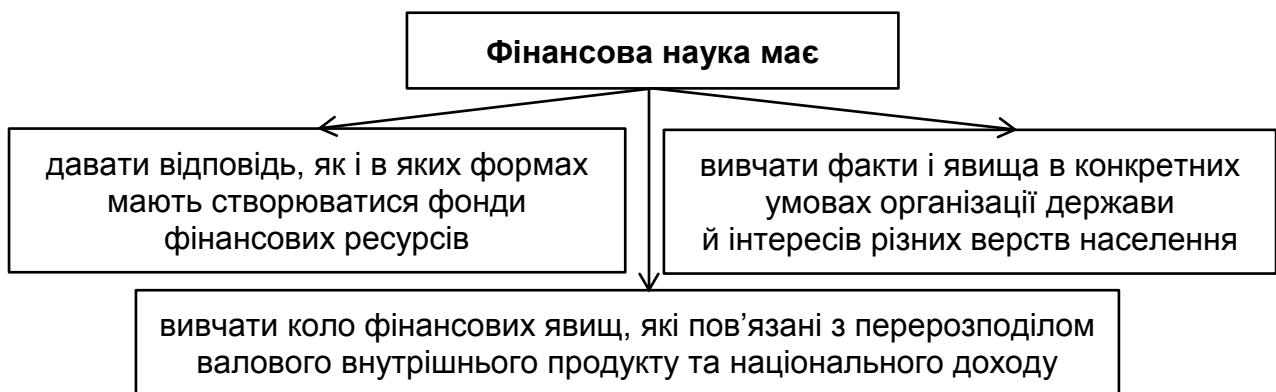 Фінансова наука має
давати відповідь, як і в яких формах
мають створюватися фонди
фінансових ресурсів
вивчати факти і явища в конкретних
умовах організації держави
й інтересів різних верств населення
вивчати коло фінансових явищ, які пов’язані з перерозподілом
валового внутрішнього продукту та національного доходу